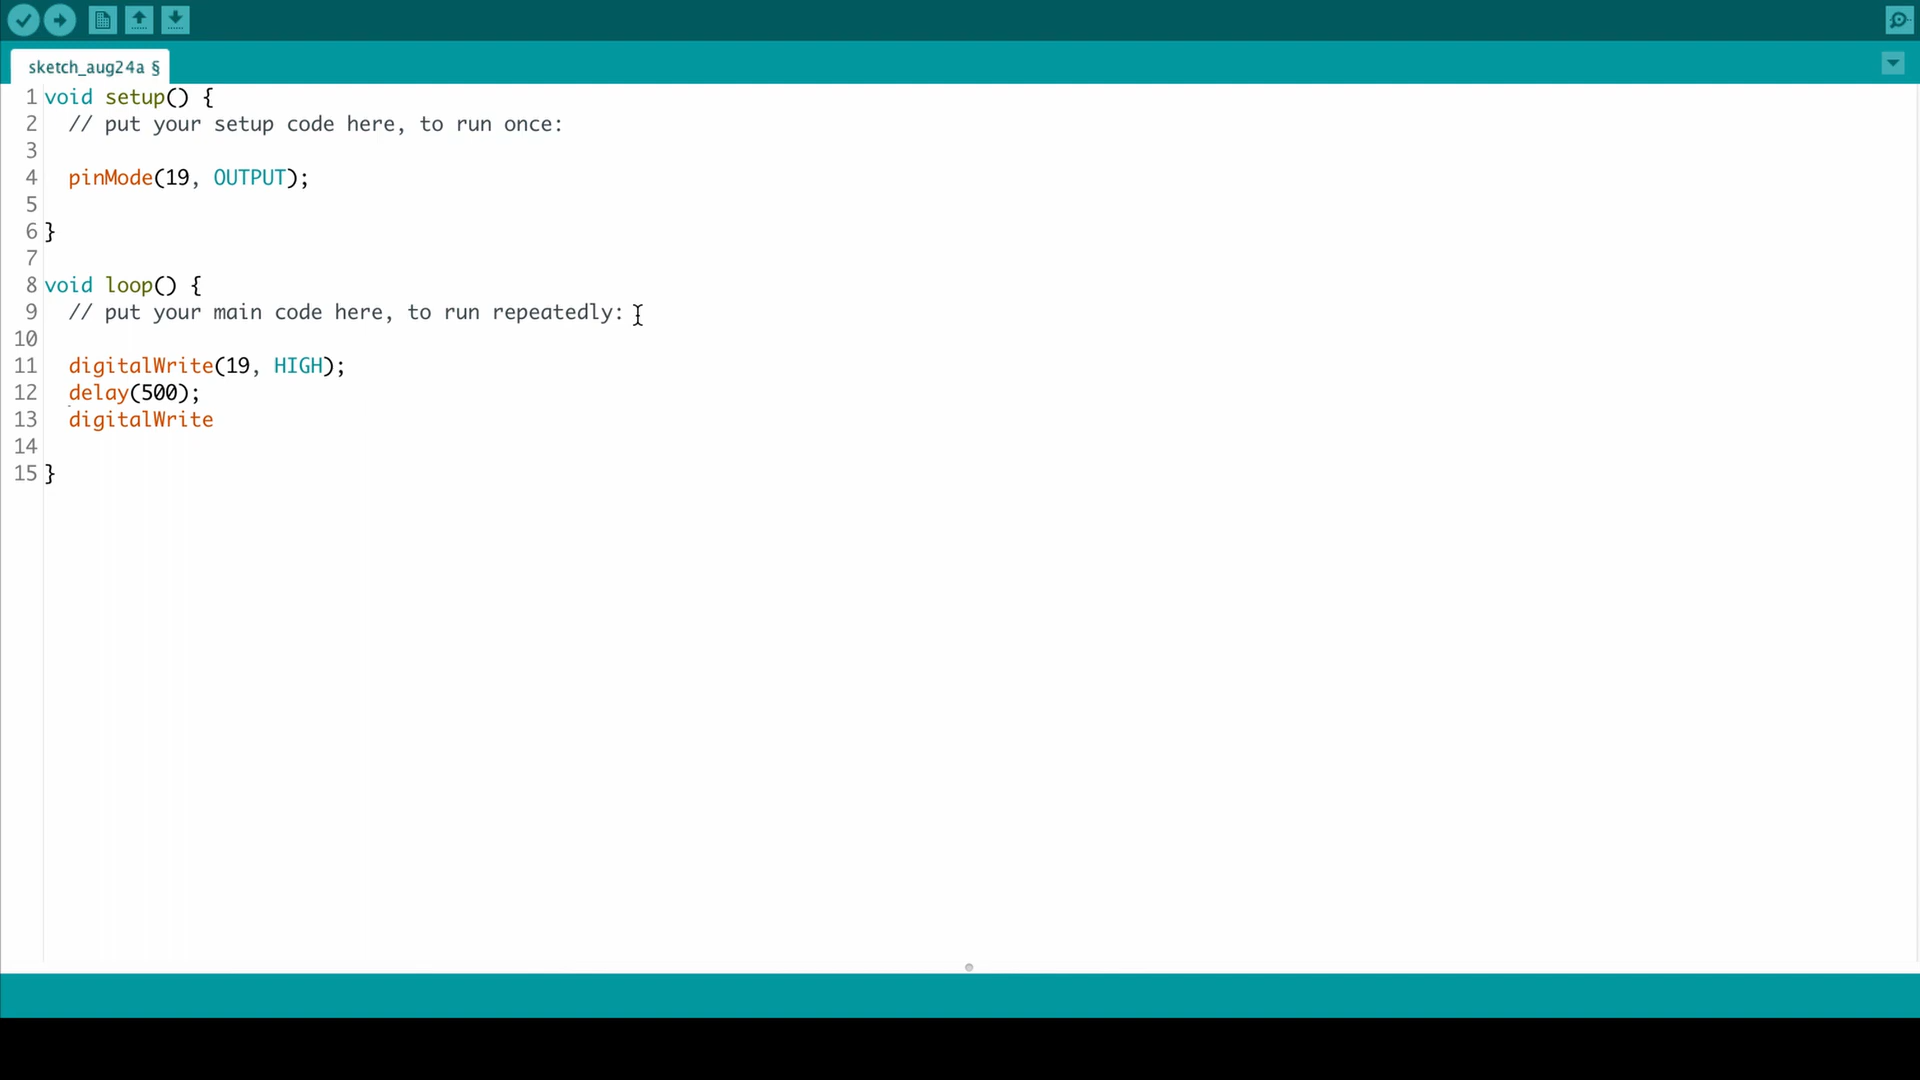 sketch_aug24a §
1 void setup() {
2   // put your setup code here, to run once:
3
4   pinMode(19, OUTPUT);
5
6 }
7
8 void loop() {
9   // put your main code here, to run repeatedly:
10
11   digitalWrite(19, HIGH);
12   delay(500);
13   digitalWrite
14
15 }